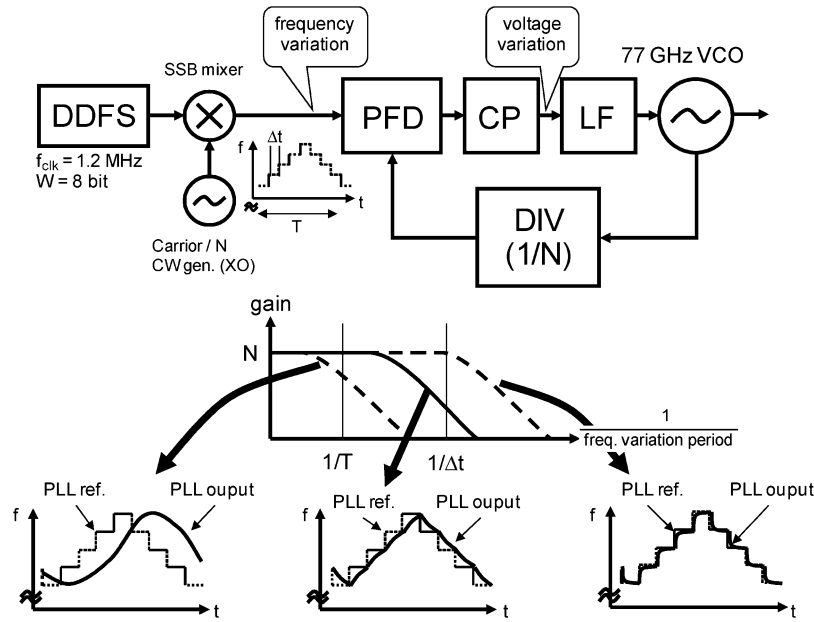 frequency
variation
voltage
variation
77 GHz VCO
SSB mixer
DDFS
PFD
CP
LF
fclk = 1.2 MHz
W = 8 bit
Δt
f
t
T
Carrior / N
CW gen. (XO)
DIV
(1/N)
gain
N
1/T
1/Δt
1
freq. variation period
PLL ref.
PLL ouput
f
t
PLL ref.
PLL ouput
f
t
PLL ref.
PLL ouput
f
t